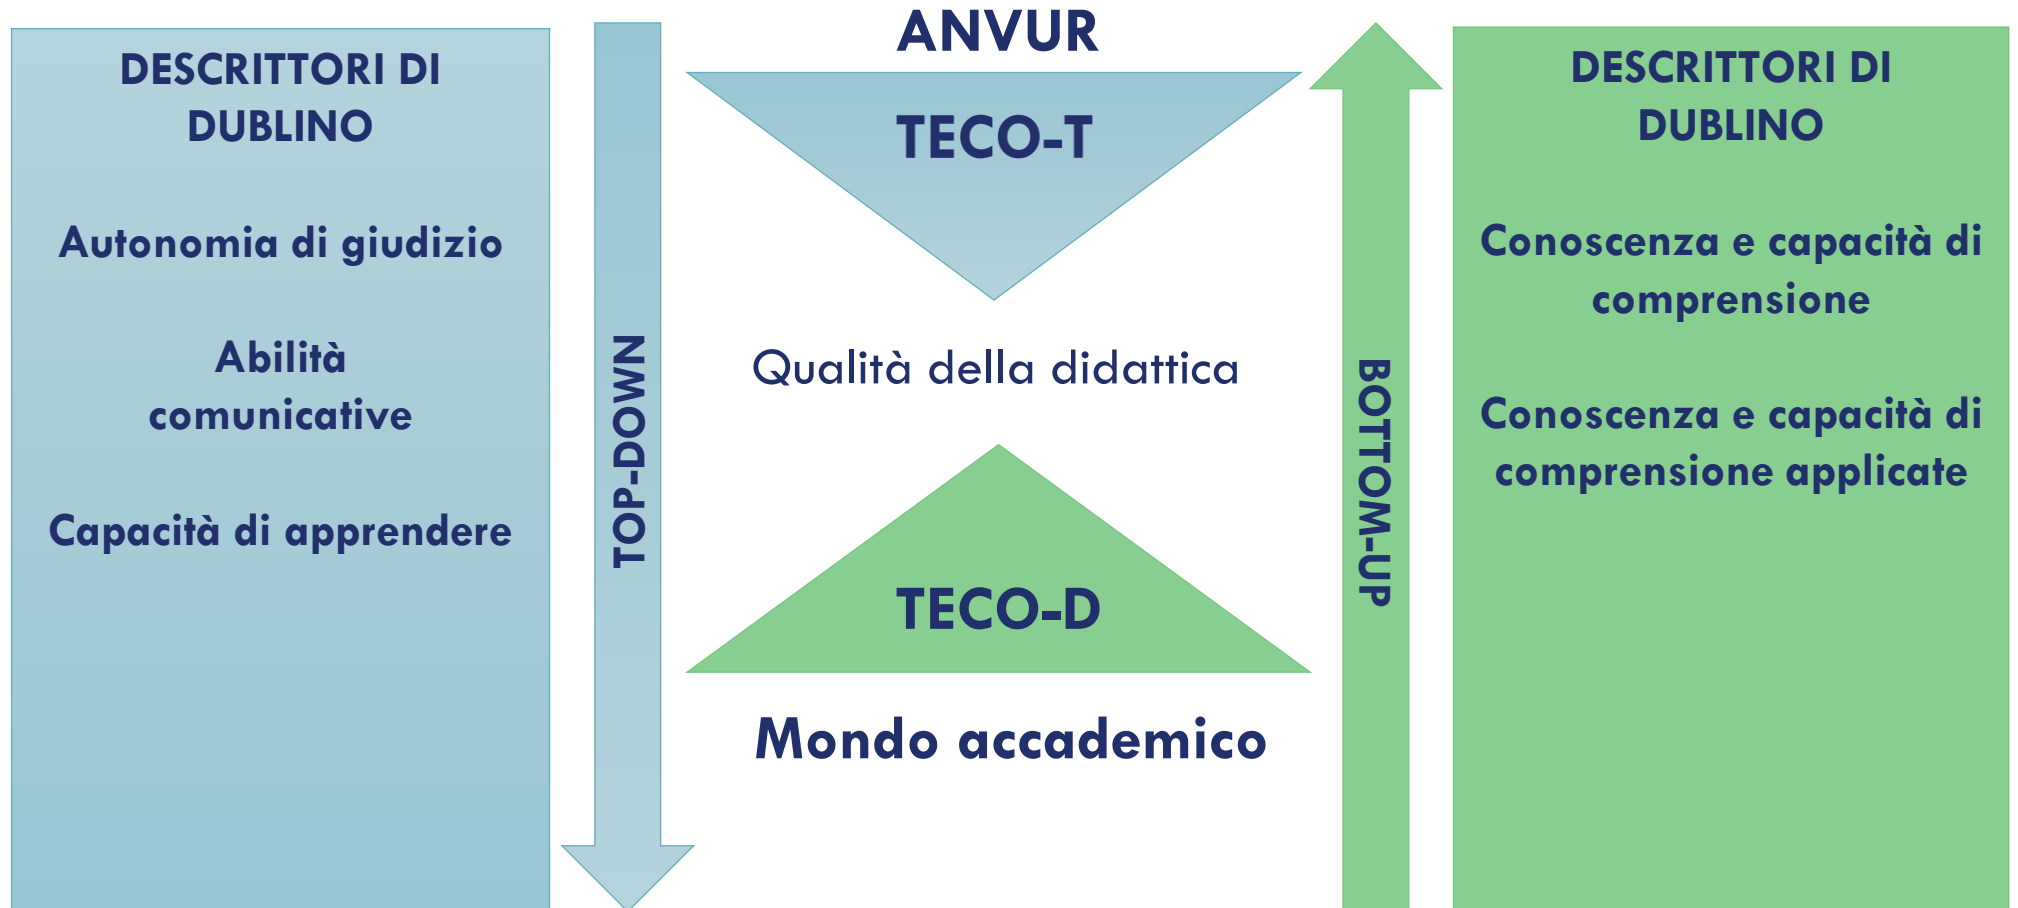 DESCRITTORI DI
DUBLINO
Autonomia di giudizio
Abilità
comunicative
Capacità di apprendere
TOP-DOWN
ANVUR
TECO-T
Qualità della didattica
TECO-D
Mondo accademico
BOTTOM-UP
DESCRITTORI DI
DUBLINO
Conoscenza e capacità di
comprensione
Conoscenza e capacità di
comprensione applicate